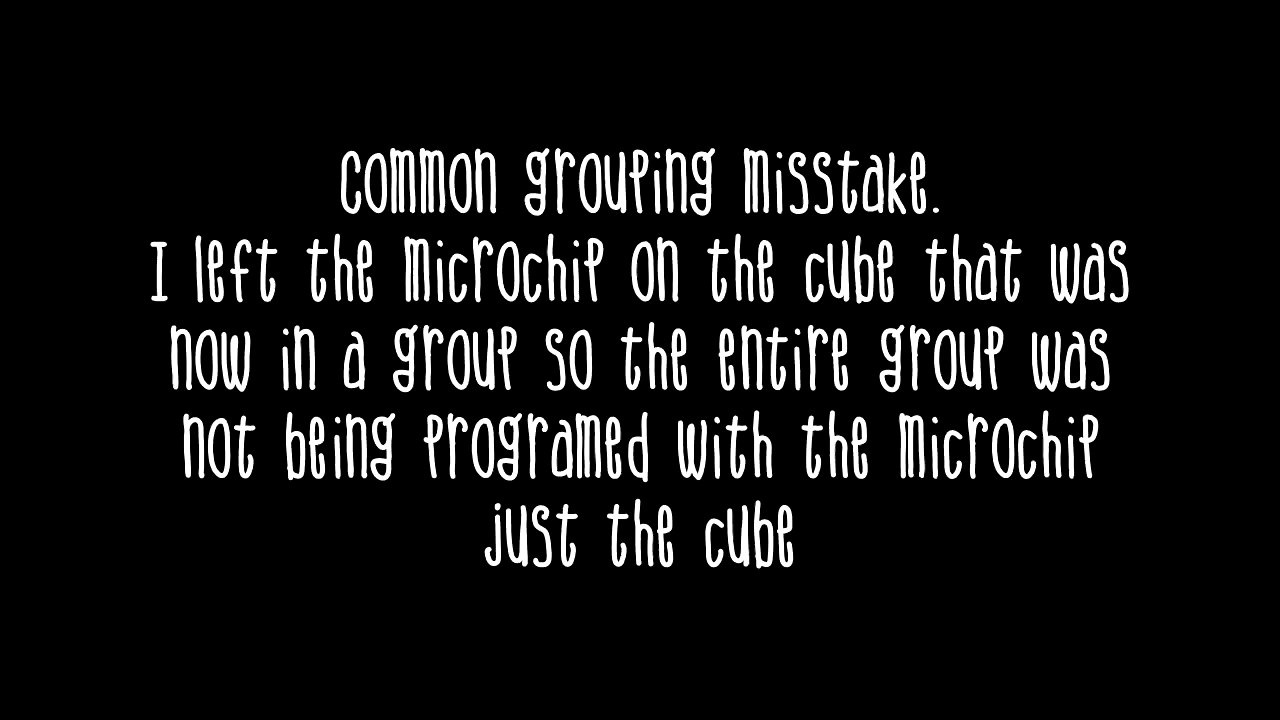 common grouping misstake.
I left the microchip on the cube that was
now in a group so the entire group was
not being programed with the microchip
just the cube